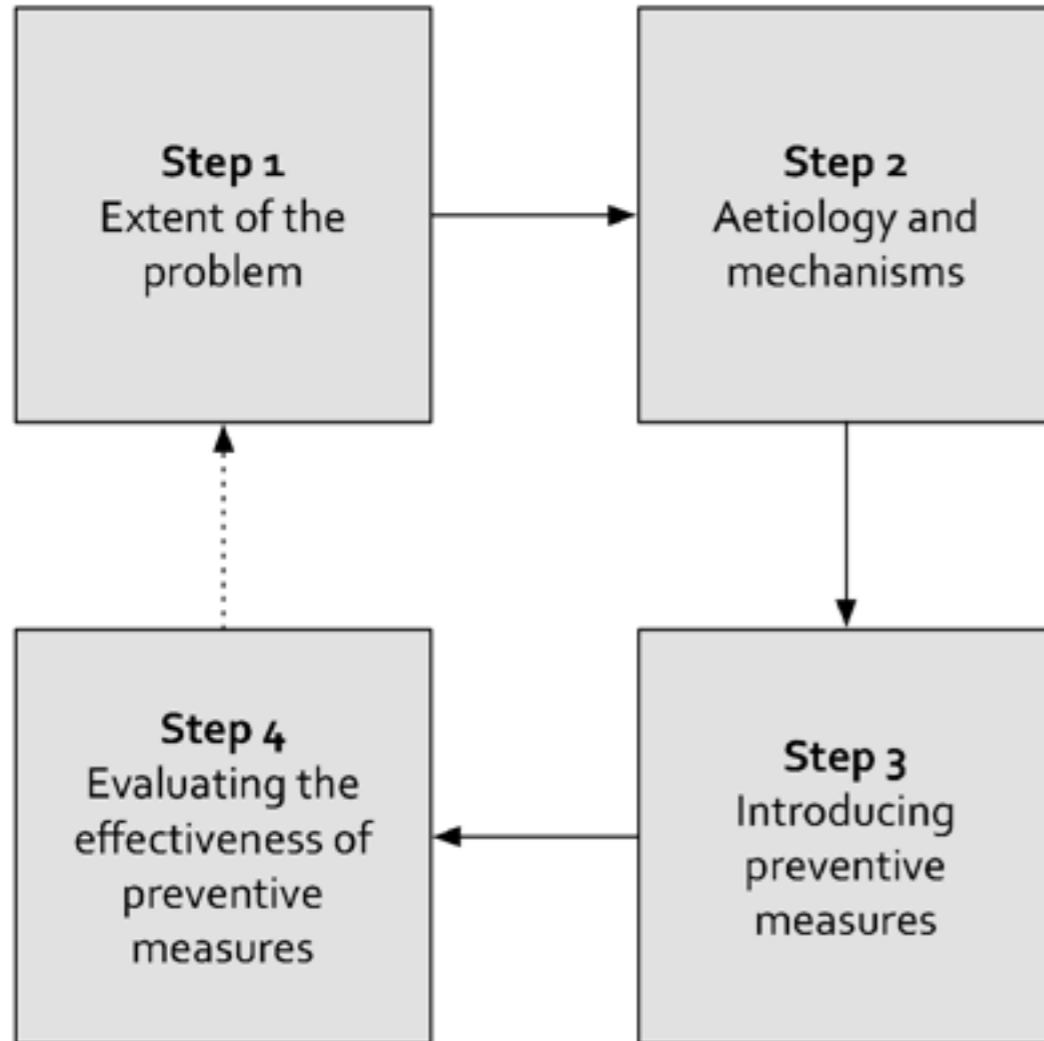 Step 1
Extent of the
problem
Step 2
Aetiology and
mechanisms
Step 3
Introducing
preventive
measures
Step 4
Evaluating the
effectiveness of
preventive
measures